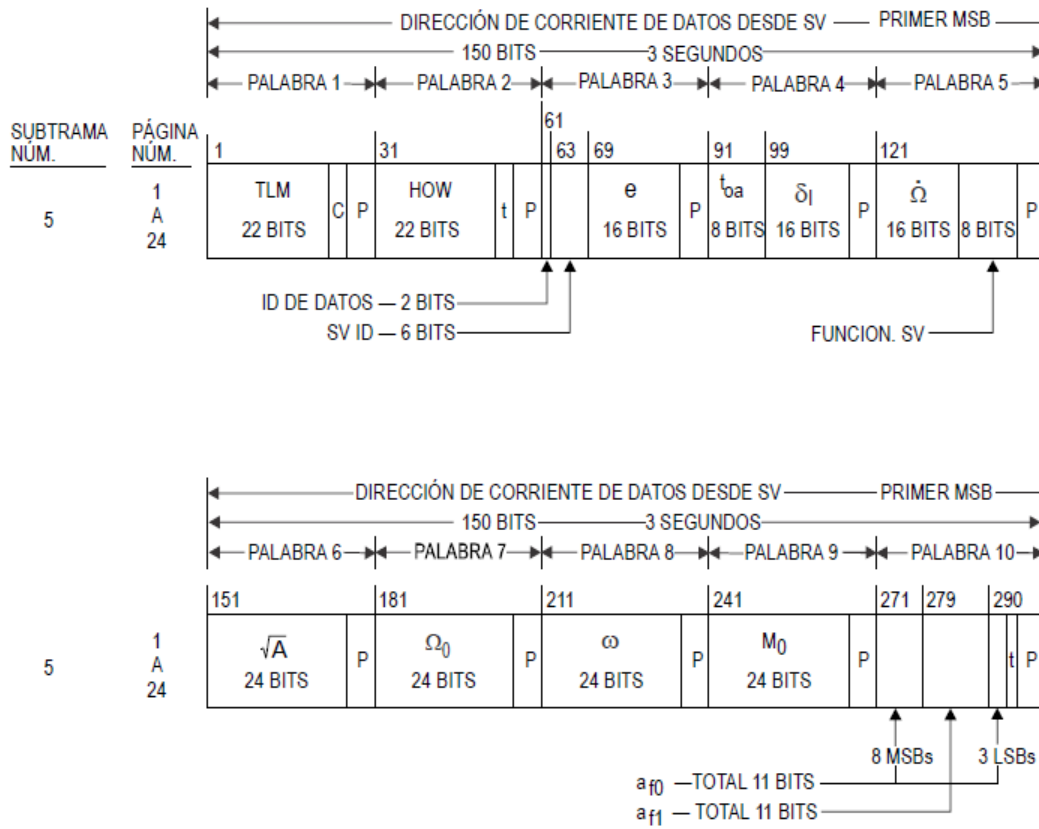 DIRECCIÓN DE CORRIENTE DE DATOS DESDE SV PRIMER MSB
150 BITS 3 SEGUNDOS
PALABRA 1 PALABRA 2 PALABRA 3 PALABRA 4 PALABRA 5
SUBTRAMA NÚM. PÁGINA NÚM.
1 31 61 63 69 91 99 121
5 1 A 24
TLM 22 BITS C P HOW 22 BITS t P e 16 BITS P t_oa 8 BITS δ_I 16 BITS P Ω̇ 16 BITS 8 BITS P
ID DE DATOS — 2 BITS
SV ID — 6 BITS FUNCION. SV
DIRECCIÓN DE CORRIENTE DE DATOS DESDE SV PRIMER MSB
150 BITS 3 SEGUNDOS
PALABRA 6 PALABRA 7 PALABRA 8 PALABRA 9 PALABRA 10
151 181 211 241 271 279 290
5 1 A 24
√A 24 BITS P Ω_0 24 BITS P ω 24 BITS P M_0 24 BITS P t P
8 MSBs 3 LSBs
a_f0 —TOTAL 11 BITS
a_f1 — TOTAL 11 BITS